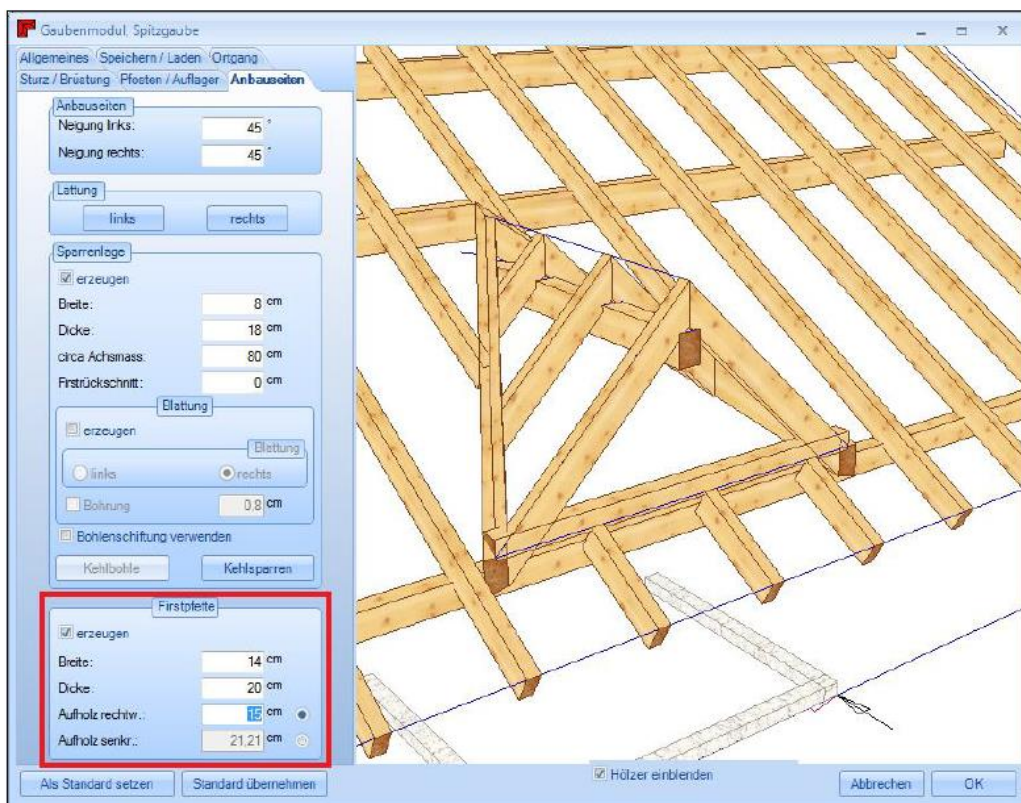 Gaubenmodul, Spitzgaube
Allgemeines Speichern / Laden Ortgang
Sturz / Brüstung Pfosten / Auflager Anbauseiten
Anbauseiten
Neigung links: 45 °
Neigung rechts: 45 °
Lattung
links rechts
Sparrenlage
erzeugen
Breite: 8 cm
Dicke: 18 cm
circa Achsmass: 80 cm
Firstrückschnitt: 0 cm
Blattung
erzeugen
Blattung
links rechts
Bohrung 0,8 cm
Bohlenschiftung verwenden
Kehlbohle Kehlsparren
Firstpfette
erzeugen
Breite: 14 cm
Dicke: 20 cm
Aufholz rechtw.: 15 cm
Aufholz senkr.: 21,21 cm
Als Standard setzen Standard übernehmen
Hölzer einblenden
Abbrechen OK